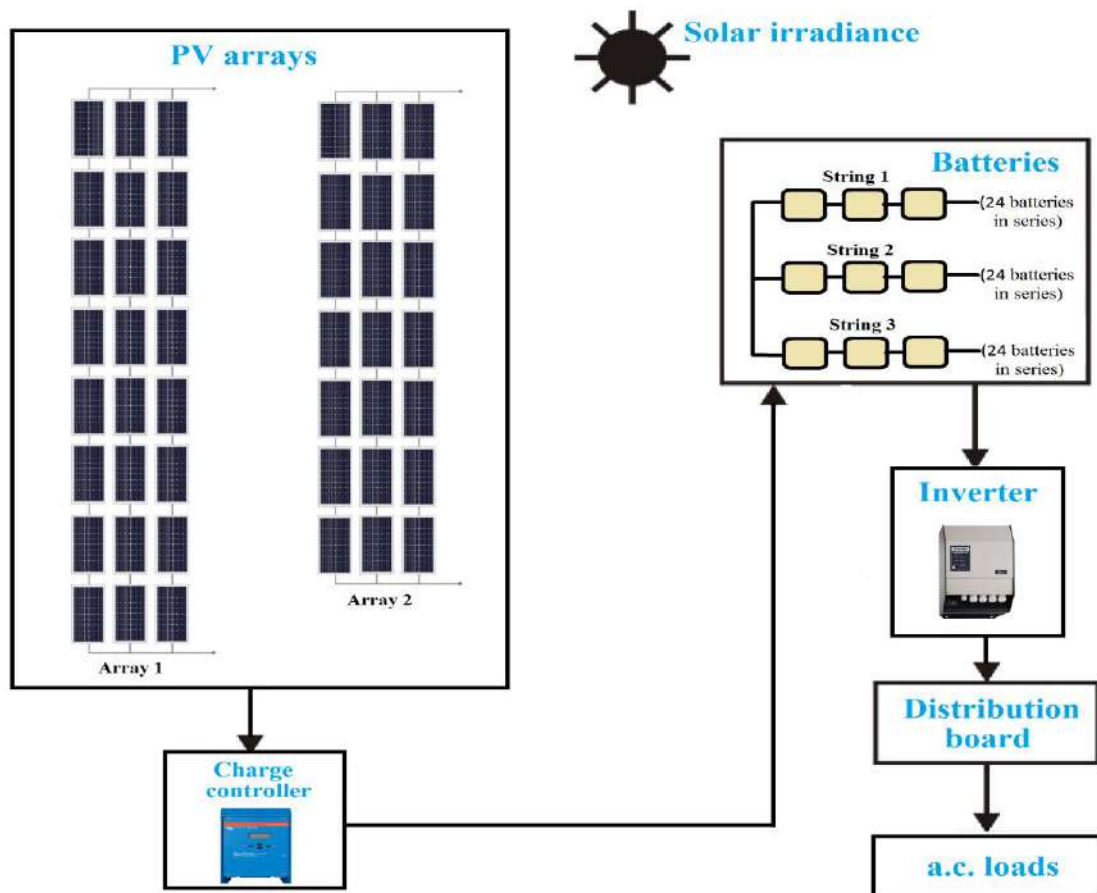 PV arrays
Array 1
Array 2
Solar irradiance
Batteries
String 1
(24 batteries
in series)
String 2
(24 batteries
in series)
String 3
(24 batteries
in series)
Charge
controller
Inverter
Distribution
board
a.c. loads